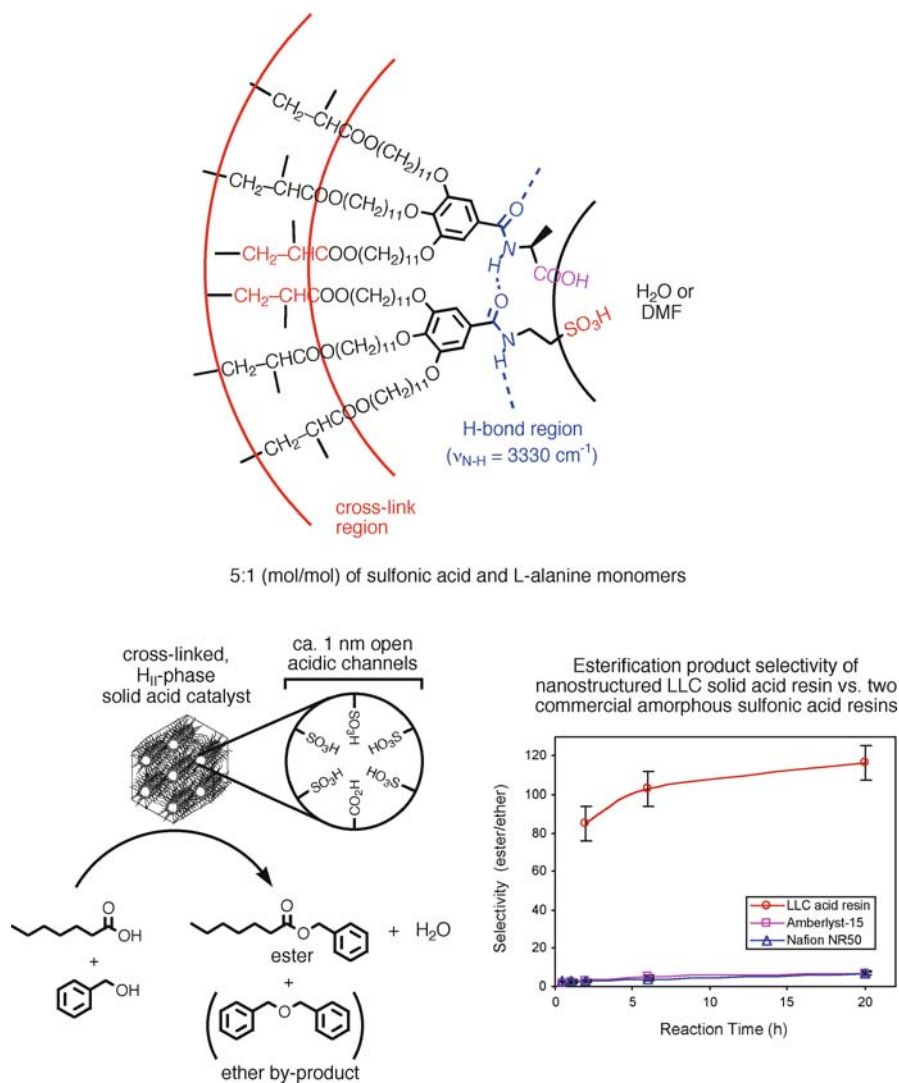 CH₂–CHCOO(CH₂)₁₁O
CH₂–CHCOO(CH₂)₁₁O
CH₂–CHCOO(CH₂)₁₁O
CH₂–CHCOO(CH₂)₁₁O
CH₂–CHCOO(CH₂)₁₁O
CH₂–CHCOO(CH₂)₁₁O
O
N
H
COOH
O
N
H
SO₃H
H₂O or
DMF
H-bond region
(νN-H = 3330 cm⁻¹)
cross-link
region
5:1 (mol/mol) of sulfonic acid and L-alanine monomers
cross-linked,
HII-phase
solid acid catalyst
ca. 1 nm open
acidic channels
SO₃H
SO₃H
HO₃S
SO₃H
HO₃S
CO₂H
O
OH
+
OH
O
O
ester
+ H₂O
+
O
ether by-product
Esterification product selectivity of
nanostructured LLC solid acid resin vs. two
commercial amorphous sulfonic acid resins
Selectivity (ester/ether)
120
100
80
60
40
20
0
LLC acid resin
Amberlyst-15
Nafion NR50
0 5 10 15 20
Reaction Time (h)